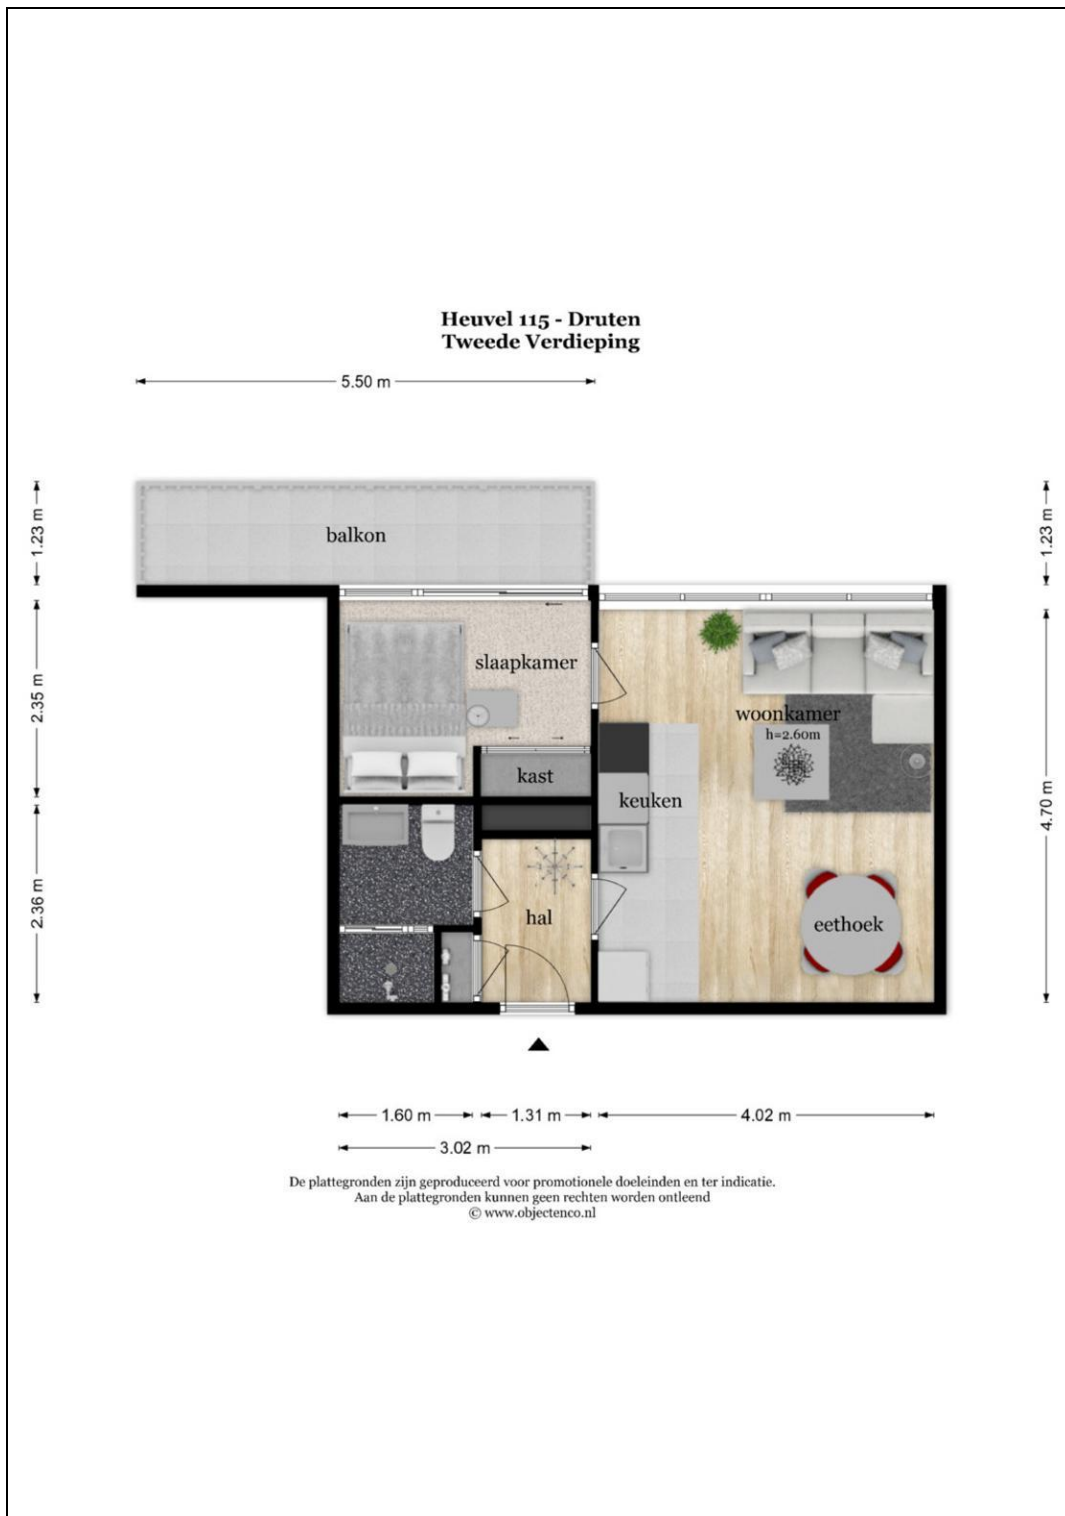 Heuvel 115 - Druten
Tweede Verdieping
5.50 m
1.23 m
1.23 m
balkon
2.35 m
slaapkamer
woonkamer
h=2.60m
kast
keuken
4.70 m
2.36 m
hal
eethoek
1.60 m
1.31 m
4.02 m
3.02 m
De plattegronden zijn geproduceerd voor promotionele doeleinden en ter indicatie.
Aan de plattegronden kunnen geen rechten worden ontleend
© www.objectenco.nl